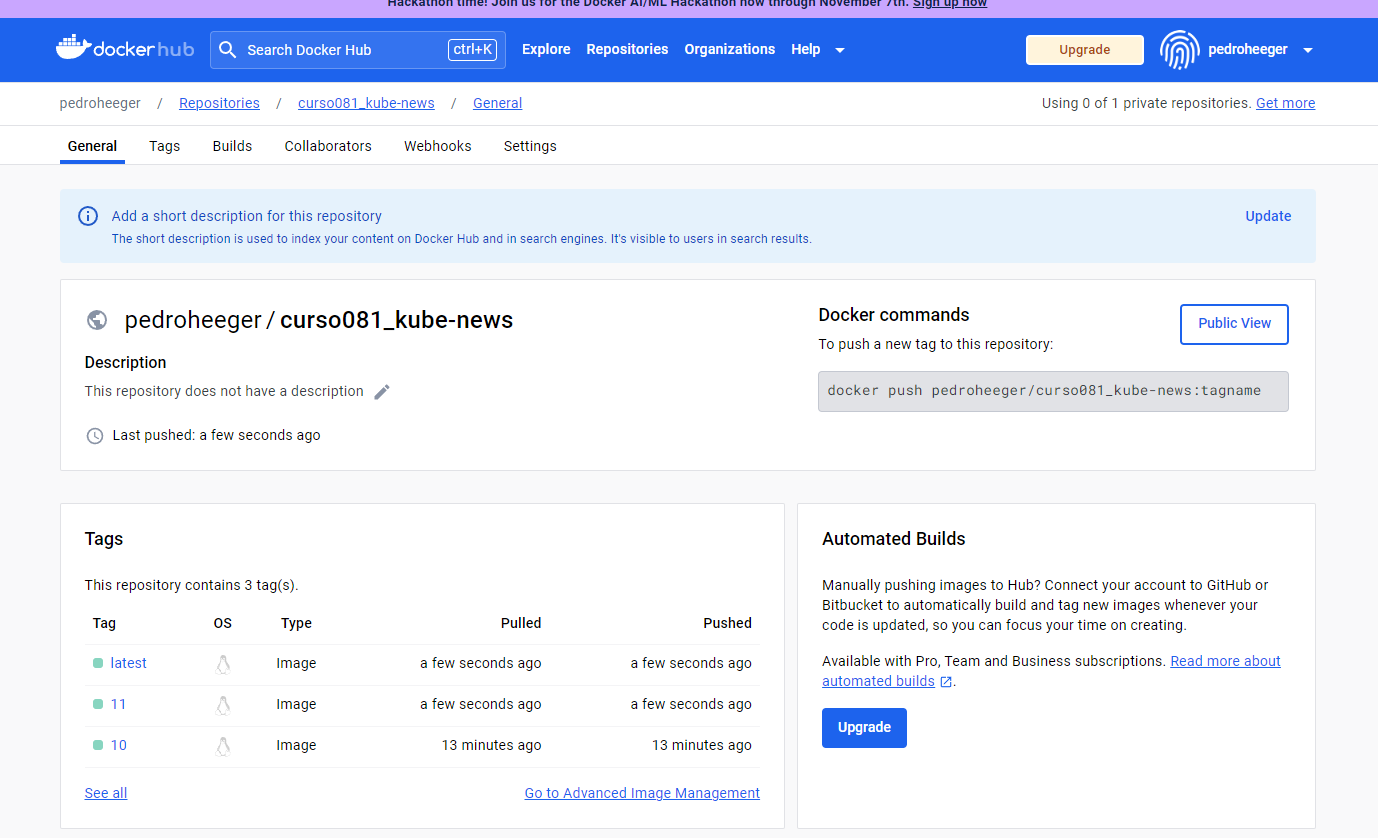 Hackathon time! Join us for the Docker AI/ML Hackathon now through November 7th. Sign up now
dockerhub Search Docker Hub ctrl+K Explore Repositories Organizations Help Upgrade pedroheeger
pedroheeger / Repositories / curso081_kube-news / General Using 0 of 1 private repositories. Get more
General Tags Builds Collaborators Webhooks Settings
Add a short description for this repository Update
The short description is used to index your content on Docker Hub and in search engines. It's visible to users in search results.
pedroheeger / curso081_kube-news
Description
This repository does not have a description
Last pushed: a few seconds ago
Docker commands
Public View
To push a new tag to this repository:
docker push pedroheeger/curso081_kube-news:tagname
Tags
This repository contains 3 tag(s).
Tag OS Type Pulled Pushed
latest Image a few seconds ago a few seconds ago
11 Image a few seconds ago a few seconds ago
10 Image 13 minutes ago 13 minutes ago
See all Go to Advanced Image Management
Automated Builds
Manually pushing images to Hub? Connect your account to GitHub or
Bitbucket to automatically build and tag new images whenever your
code is updated, so you can focus your time on creating.
Available with Pro, Team and Business subscriptions. Read more about
automated builds .
Upgrade